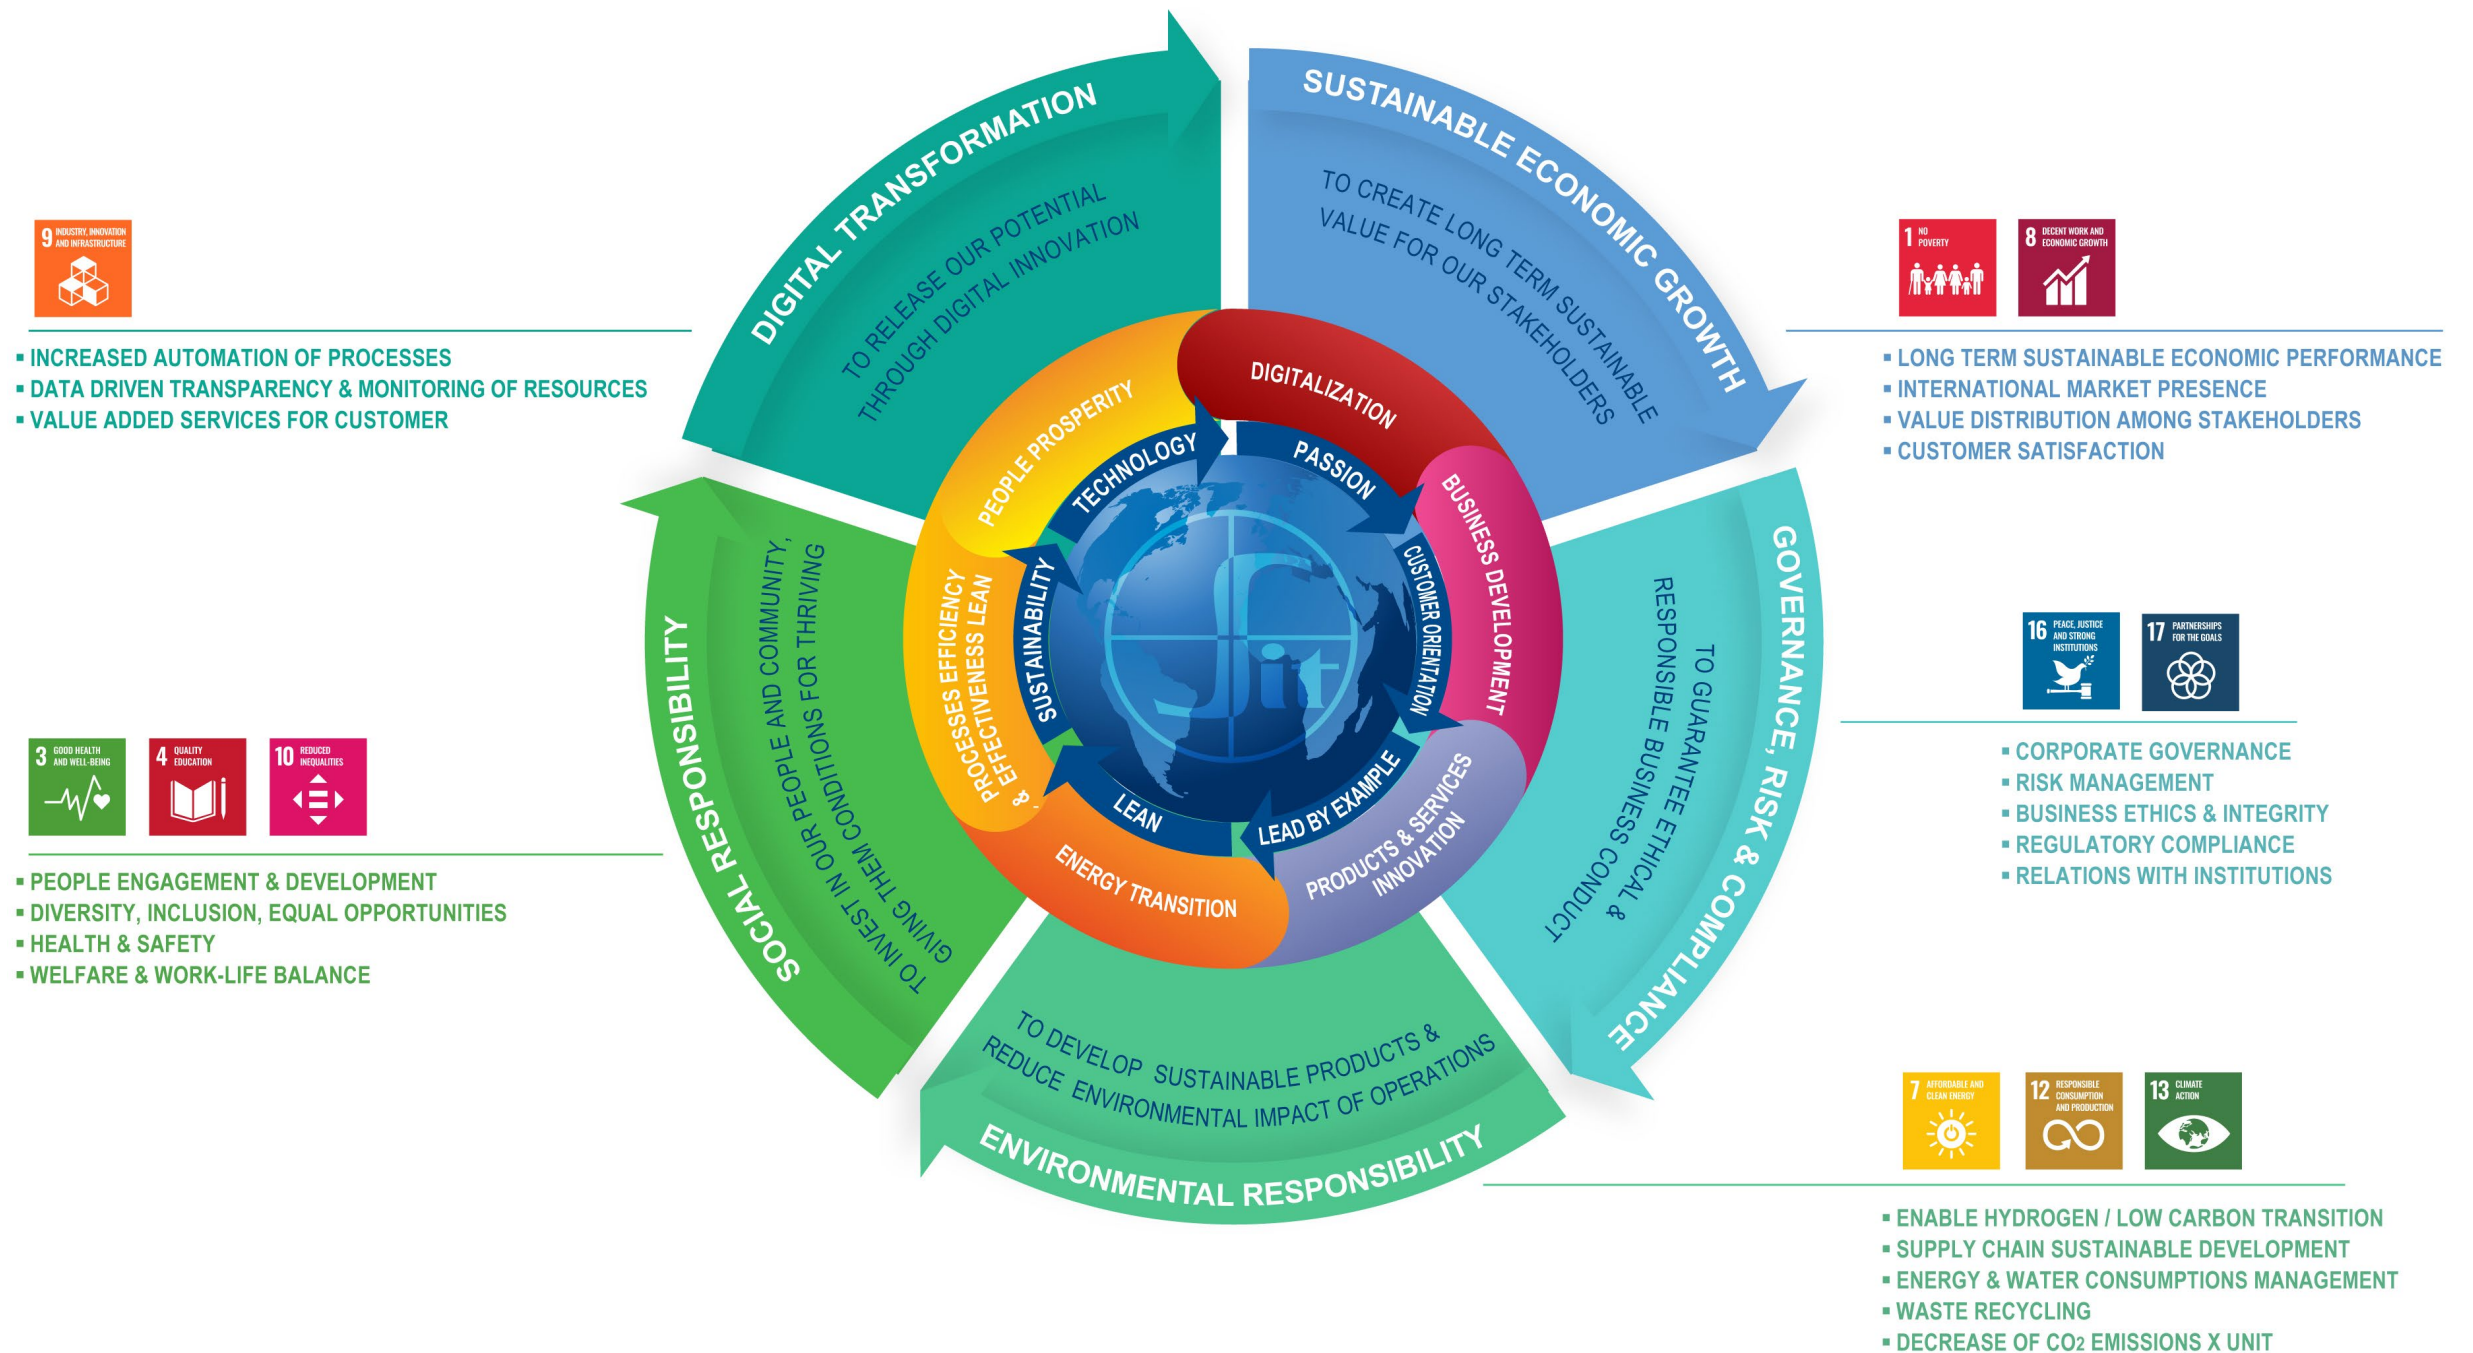 DIGITAL TRANSFORMATION
TO RELEASE OUR POTENTIAL
THROUGH DIGITAL INNOVATION
9 INDUSTRY, INNOVATION
AND INFRASTRUCTURE
▪ INCREASED AUTOMATION OF PROCESSES
▪ DATA DRIVEN TRANSPARENCY & MONITORING OF RESOURCES
▪ VALUE ADDED SERVICES FOR CUSTOMER
SUSTAINABLE ECONOMIC GROWTH
TO CREATE LONG TERM SUSTAINABLE
VALUE FOR OUR STAKEHOLDERS
1 NO
POVERTY
8 DECENT WORK AND
ECONOMIC GROWTH
▪ LONG TERM SUSTAINABLE ECONOMIC PERFORMANCE
▪ INTERNATIONAL MARKET PRESENCE
▪ VALUE DISTRIBUTION AMONG STAKEHOLDERS
▪ CUSTOMER SATISFACTION
GOVERNANCE, RISK & COMPLIANCE
TO GUARANTEE ETHICAL &
RESPONSIBLE BUSINESS CONDUCT
16 PEACE, JUSTICE
AND STRONG
INSTITUTIONS
17 PARTNERSHIPS
FOR THE GOALS
▪ CORPORATE GOVERNANCE
▪ RISK MANAGEMENT
▪ BUSINESS ETHICS & INTEGRITY
▪ REGULATORY COMPLIANCE
▪ RELATIONS WITH INSTITUTIONS
ENVIRONMENTAL RESPONSIBILITY
TO DEVELOP SUSTAINABLE PRODUCTS &
REDUCE ENVIRONMENTAL IMPACT OF OPERATIONS
7 AFFORDABLE AND
CLEAN ENERGY
12 RESPONSIBLE
CONSUMPTION
AND PRODUCTION
13 CLIMATE
ACTION
▪ ENABLE HYDROGEN / LOW CARBON TRANSITION
▪ SUPPLY CHAIN SUSTAINABLE DEVELOPMENT
▪ ENERGY & WATER CONSUMPTIONS MANAGEMENT
▪ WASTE RECYCLING
▪ DECREASE OF CO2 EMISSIONS X UNIT
SOCIAL RESPONSIBILITY
TO INVEST IN OUR PEOPLE AND COMMUNITY,
GIVING THEM CONDITIONS FOR THRIVING
3 GOOD HEALTH
AND WELL-BEING
4 QUALITY
EDUCATION
10 REDUCED
INEQUALITIES
▪ PEOPLE ENGAGEMENT & DEVELOPMENT
▪ DIVERSITY, INCLUSION, EQUAL OPPORTUNITIES
▪ HEALTH & SAFETY
▪ WELFARE & WORK-LIFE BALANCE
PEOPLE PROSPERITY
DIGITALIZATION
BUSINESS DEVELOPMENT
PRODUCTS & SERVICES
INNOVATION
ENERGY TRANSITION
PROCESSES EFFICIENCY
& EFFECTIVENESS LEAN
TECHNOLOGY
PASSION
CUSTOMER ORIENTATION
LEAD BY EXAMPLE
LEAN
SUSTAINABILITY
Sit